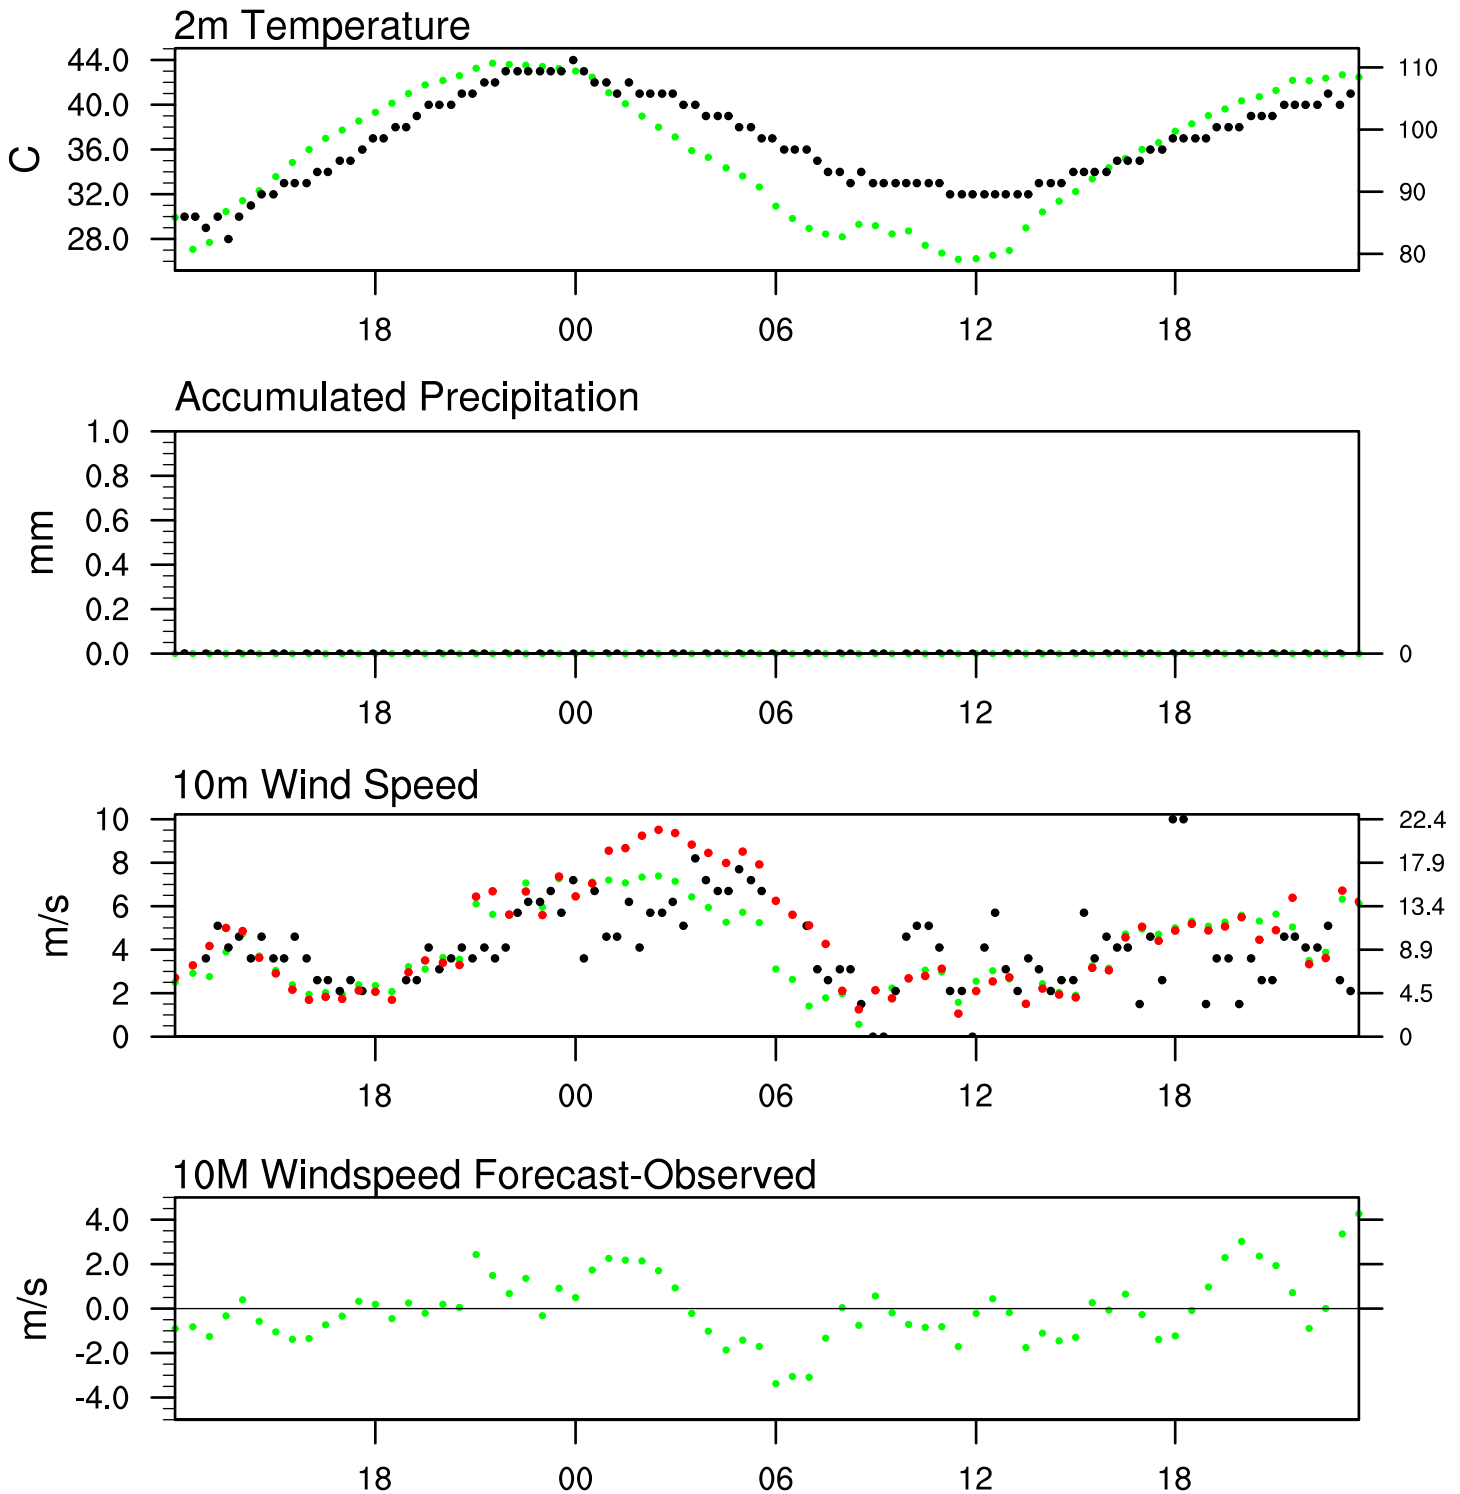 2m Temperature
44.0
40.0
36.0
32.0
28.0
C
110
100
90
80
18 00 06 12 18
Accumulated Precipitation
1.0
0.8
0.6
0.4
0.2
0.0
mm
0
18 00 06 12 18
10m Wind Speed
10
8
6
4
2
0
m/s
22.4
17.9
13.4
8.9
4.5
0
18 00 06 12 18
10M Windspeed Forecast-Observed
4.0
2.0
0.0
-2.0
-4.0
m/s
18 00 06 12 18